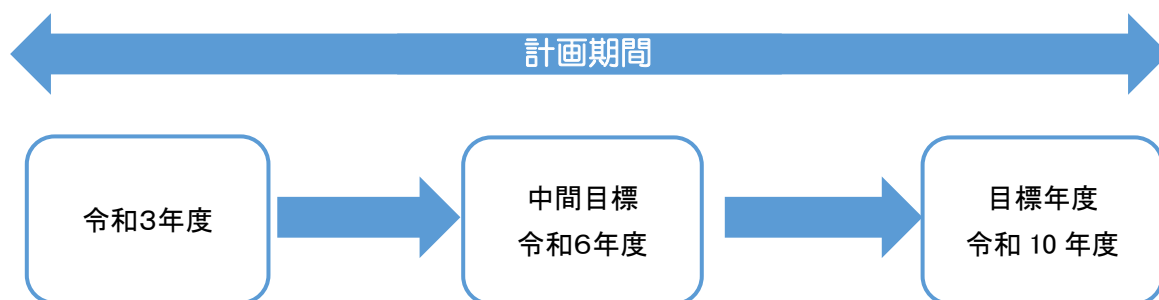 計画期間
令和3年度
中間目標
令和6年度
目標年度
令和 10 年度